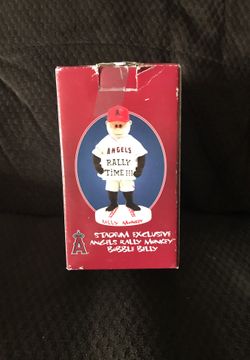 ANGELS
RALLY
TIME!!!
RALLY MONKEY
STADIUM EXCLUSIVE
ANGELS RALLY MONKEY
BOBBLE BELLY
A